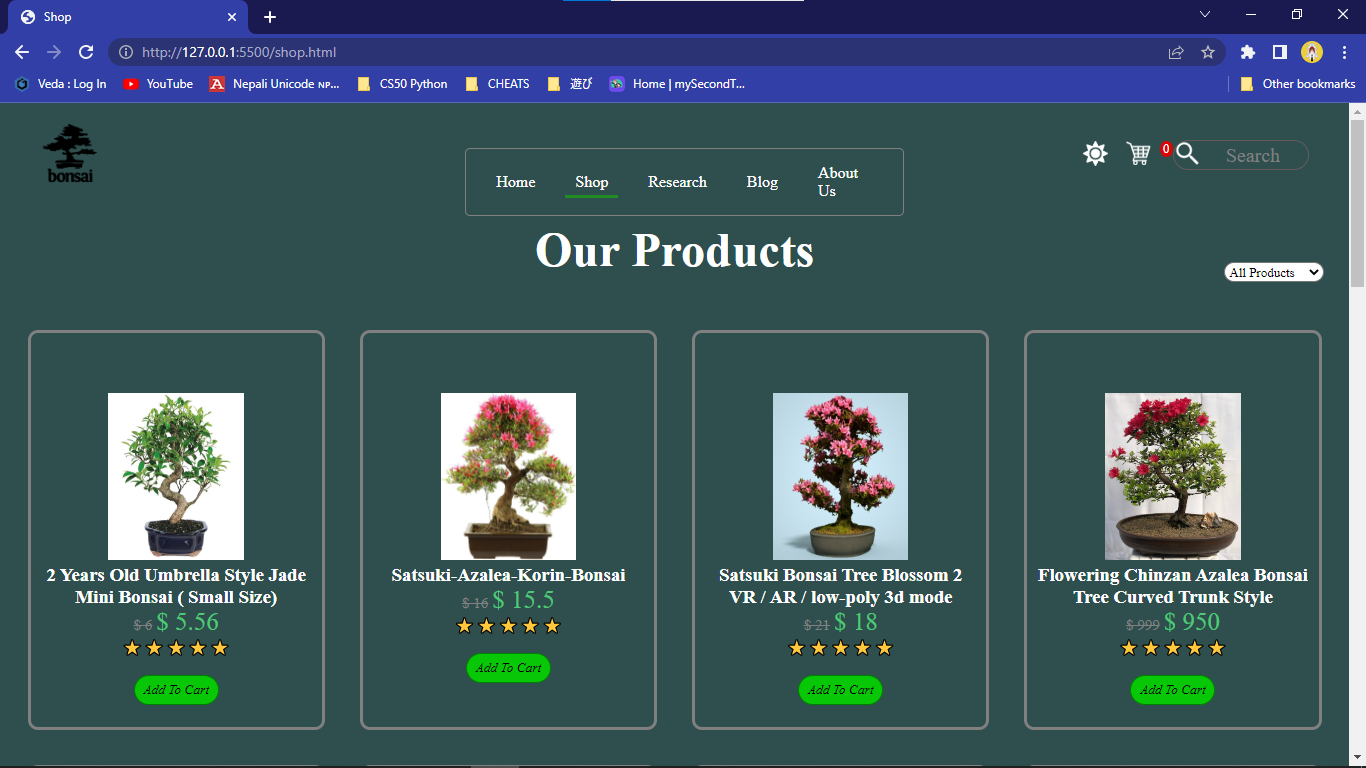 Shop
http://127.0.0.1:5500/shop.html
Veda : Log In YouTube Nepali Unicode ɴᴘ... CS50 Python CHEATS 遊び Home | mySecondT... Other bookmarks
bonsai
Home Shop Research Blog About
Us
0 Search
Our Products
All Products
2 Years Old Umbrella Style Jade
Mini Bonsai ( Small Size)
$ 6 $ 5.56
Add To Cart
Satsuki-Azalea-Korin-Bonsai
$ 16 $ 15.5
Add To Cart
Satsuki Bonsai Tree Blossom 2
VR / AR / low-poly 3d mode
$ 21 $ 18
Add To Cart
Flowering Chinzan Azalea Bonsai
Tree Curved Trunk Style
$ 999 $ 950
Add To Cart